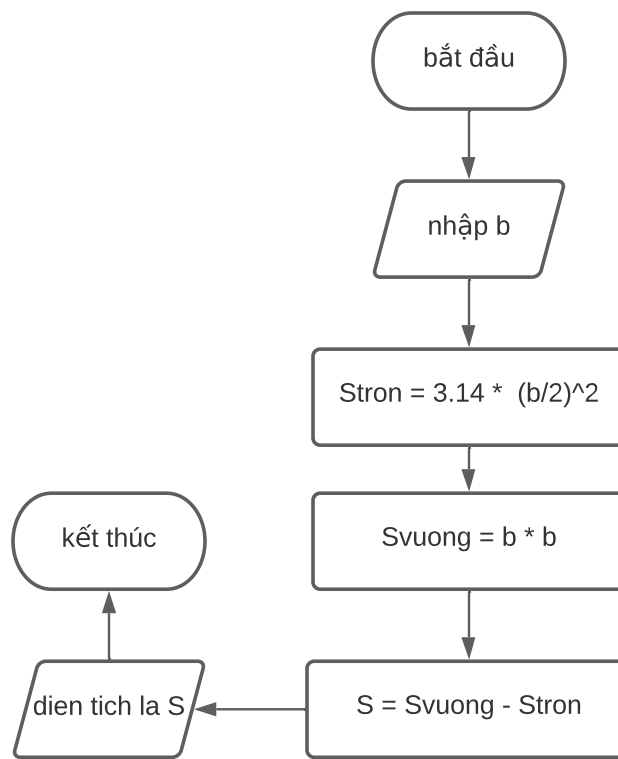 bắt đầu
nhập b
Stron = 3.14 *  (b/2)^2
Svuong = b * b
S = Svuong - Stron
dien tich la S
kết thúc